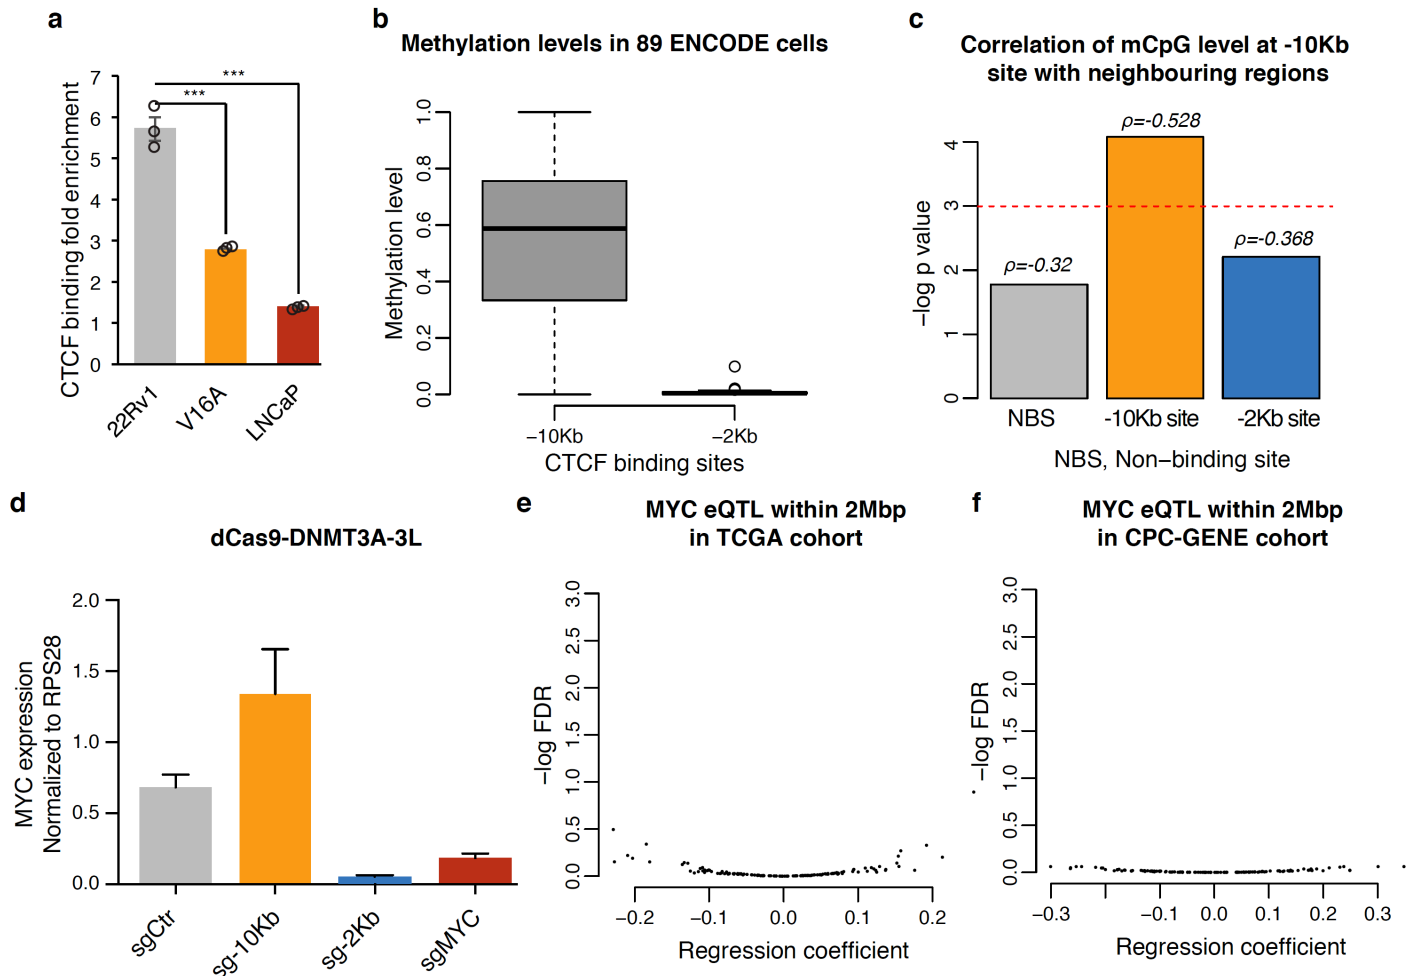 a
CTCF binding fold enrichment
7
6
5
4
3
2
1
0
***
***
22Rv1
V16A
LNCaP
b
Methylation levels in 89 ENCODE cells
Methylation level
1.0
0.8
0.6
0.4
0.2
0.0
−10Kb
−2Kb
CTCF binding sites
c
Correlation of mCpG level at -10Kb
site with neighbouring regions
−log p value
4
3
2
1
0
ρ=-0.32
ρ=-0.528
ρ=-0.368
NBS
-10Kb site
-2Kb site
NBS, Non−binding site
d
dCas9-DNMT3A-3L
MYC expression
Normalized to RPS28
2.0
1.5
1.0
0.5
0.0
sgCtr
sg-10Kb
sg-2Kb
sgMYC
e
MYC eQTL within 2Mbp
in TCGA cohort
−log FDR
3.0
2.5
2.0
1.5
1.0
0.5
0.0
−0.2
−0.1
0.0
0.1
0.2
Regression coefficient
f
MYC eQTL within 2Mbp
in CPC-GENE cohort
−log FDR
3.0
2.5
2.0
1.5
1.0
0.5
0.0
−0.3
−0.1
0.0
0.1
0.2
0.3
Regression coefficient